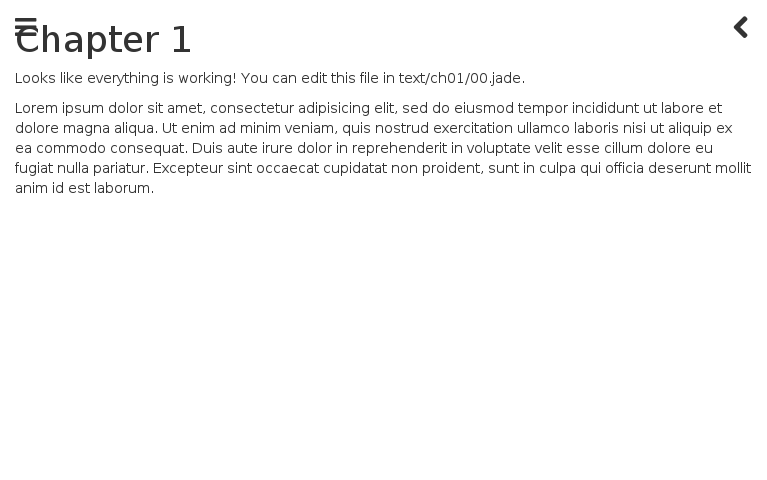 Chapter 1
Looks like everything is working! You can edit this file in text/ch01/00.jade.
Lorem ipsum dolor sit amet, consectetur adipisicing elit, sed do eiusmod tempor incididunt ut labore et
dolore magna aliqua. Ut enim ad minim veniam, quis nostrud exercitation ullamco laboris nisi ut aliquip ex
ea commodo consequat. Duis aute irure dolor in reprehenderit in voluptate velit esse cillum dolore eu
fugiat nulla pariatur. Excepteur sint occaecat cupidatat non proident, sunt in culpa qui officia deserunt mollit
anim id est laborum.